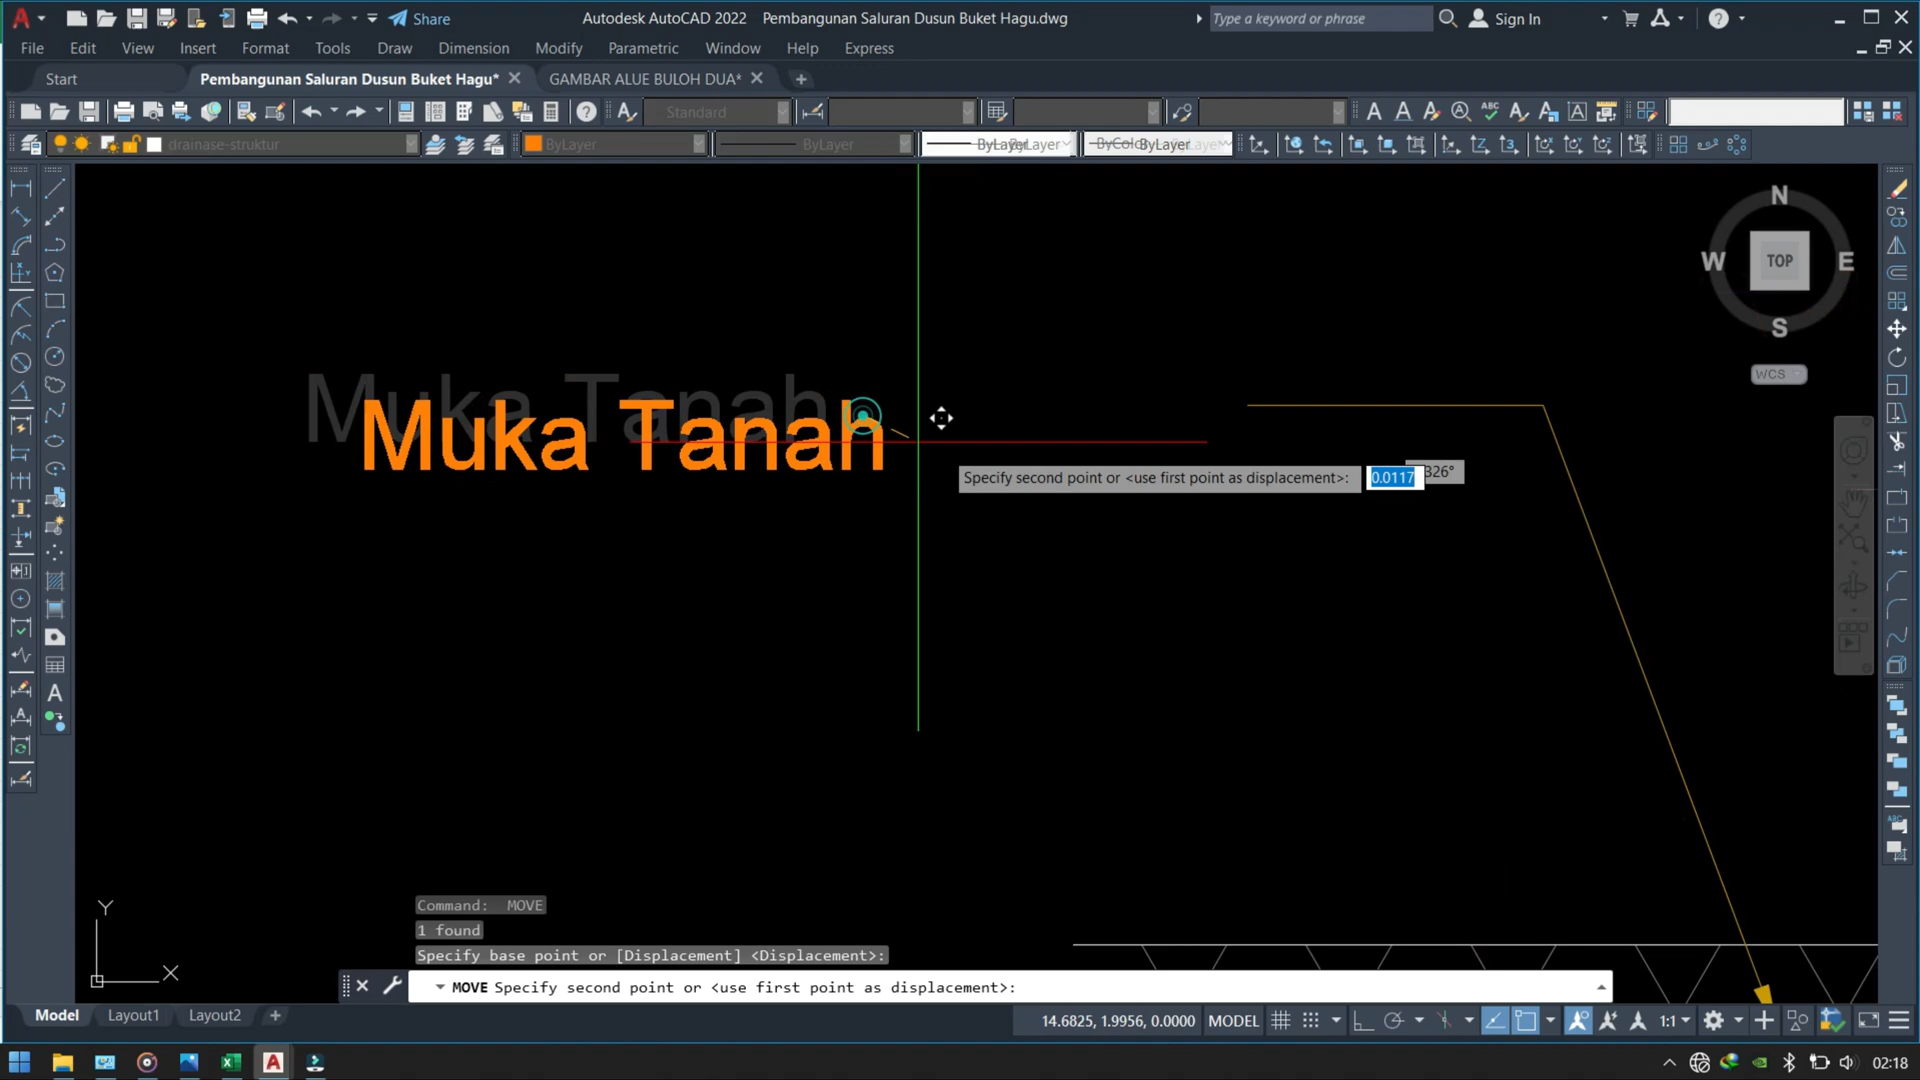 Share
Autodesk AutoCAD 2022 Pembangunan Saluran Dusun Buket Hagu.dwg
Type a keyword or phrase
Sign In
File Edit View Insert Format Tools Draw Dimension Modify Parametric Window Help Express
Start Pembangunan Saluran Dusun Buket Hagu* GAMBAR ALUE BULOH DUA*
Standard
drainase-struktur ByLayer ByLayer ByLayer ByLayer
N
W TOP E
S
WCS
Muka Tanah
Muka Tanah
Specify second point or <use first point as displacement>: 0.0117 326°
Y
X
Command: MOVE
1 found
Specify base point or [Displacement] <Displacement>:
MOVE Specify second point or <use first point as displacement>:
Model Layout1 Layout2
14.6825, 1.9956, 0.0000 MODEL 1:1
02:18